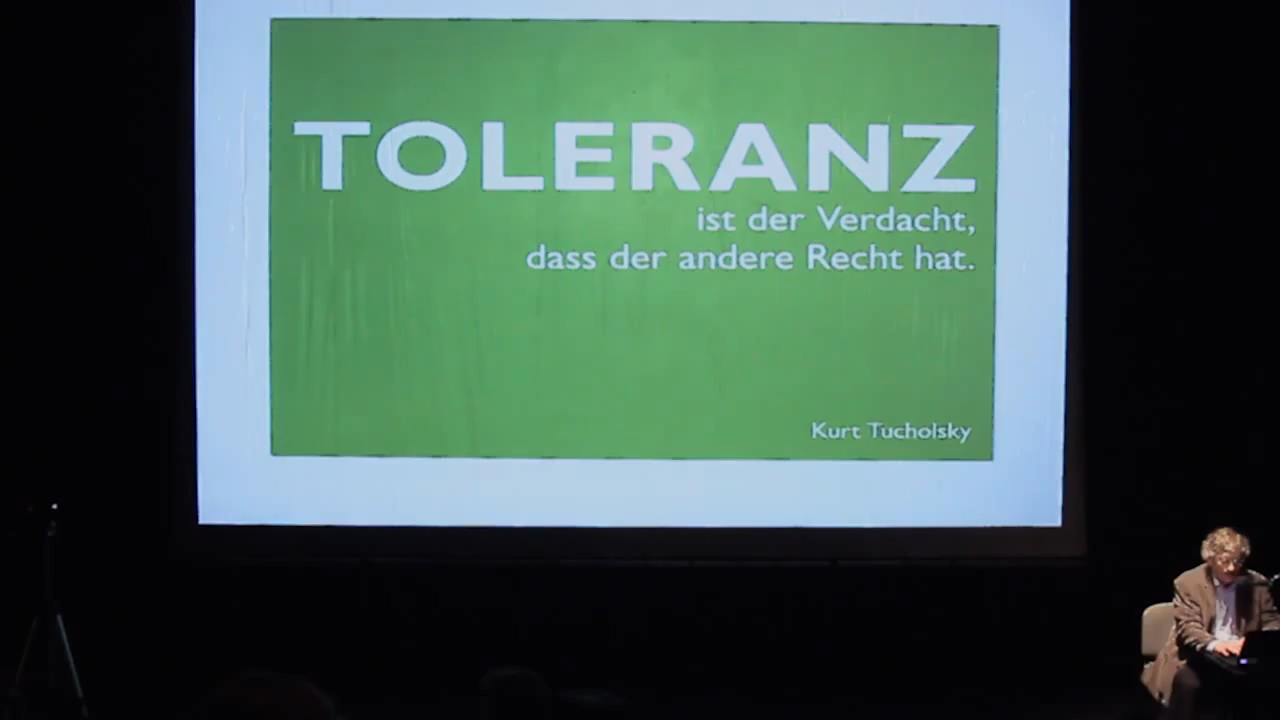 TOLERANZ
ist der Verdacht,
dass der andere Recht hat.
Kurt Tucholsky